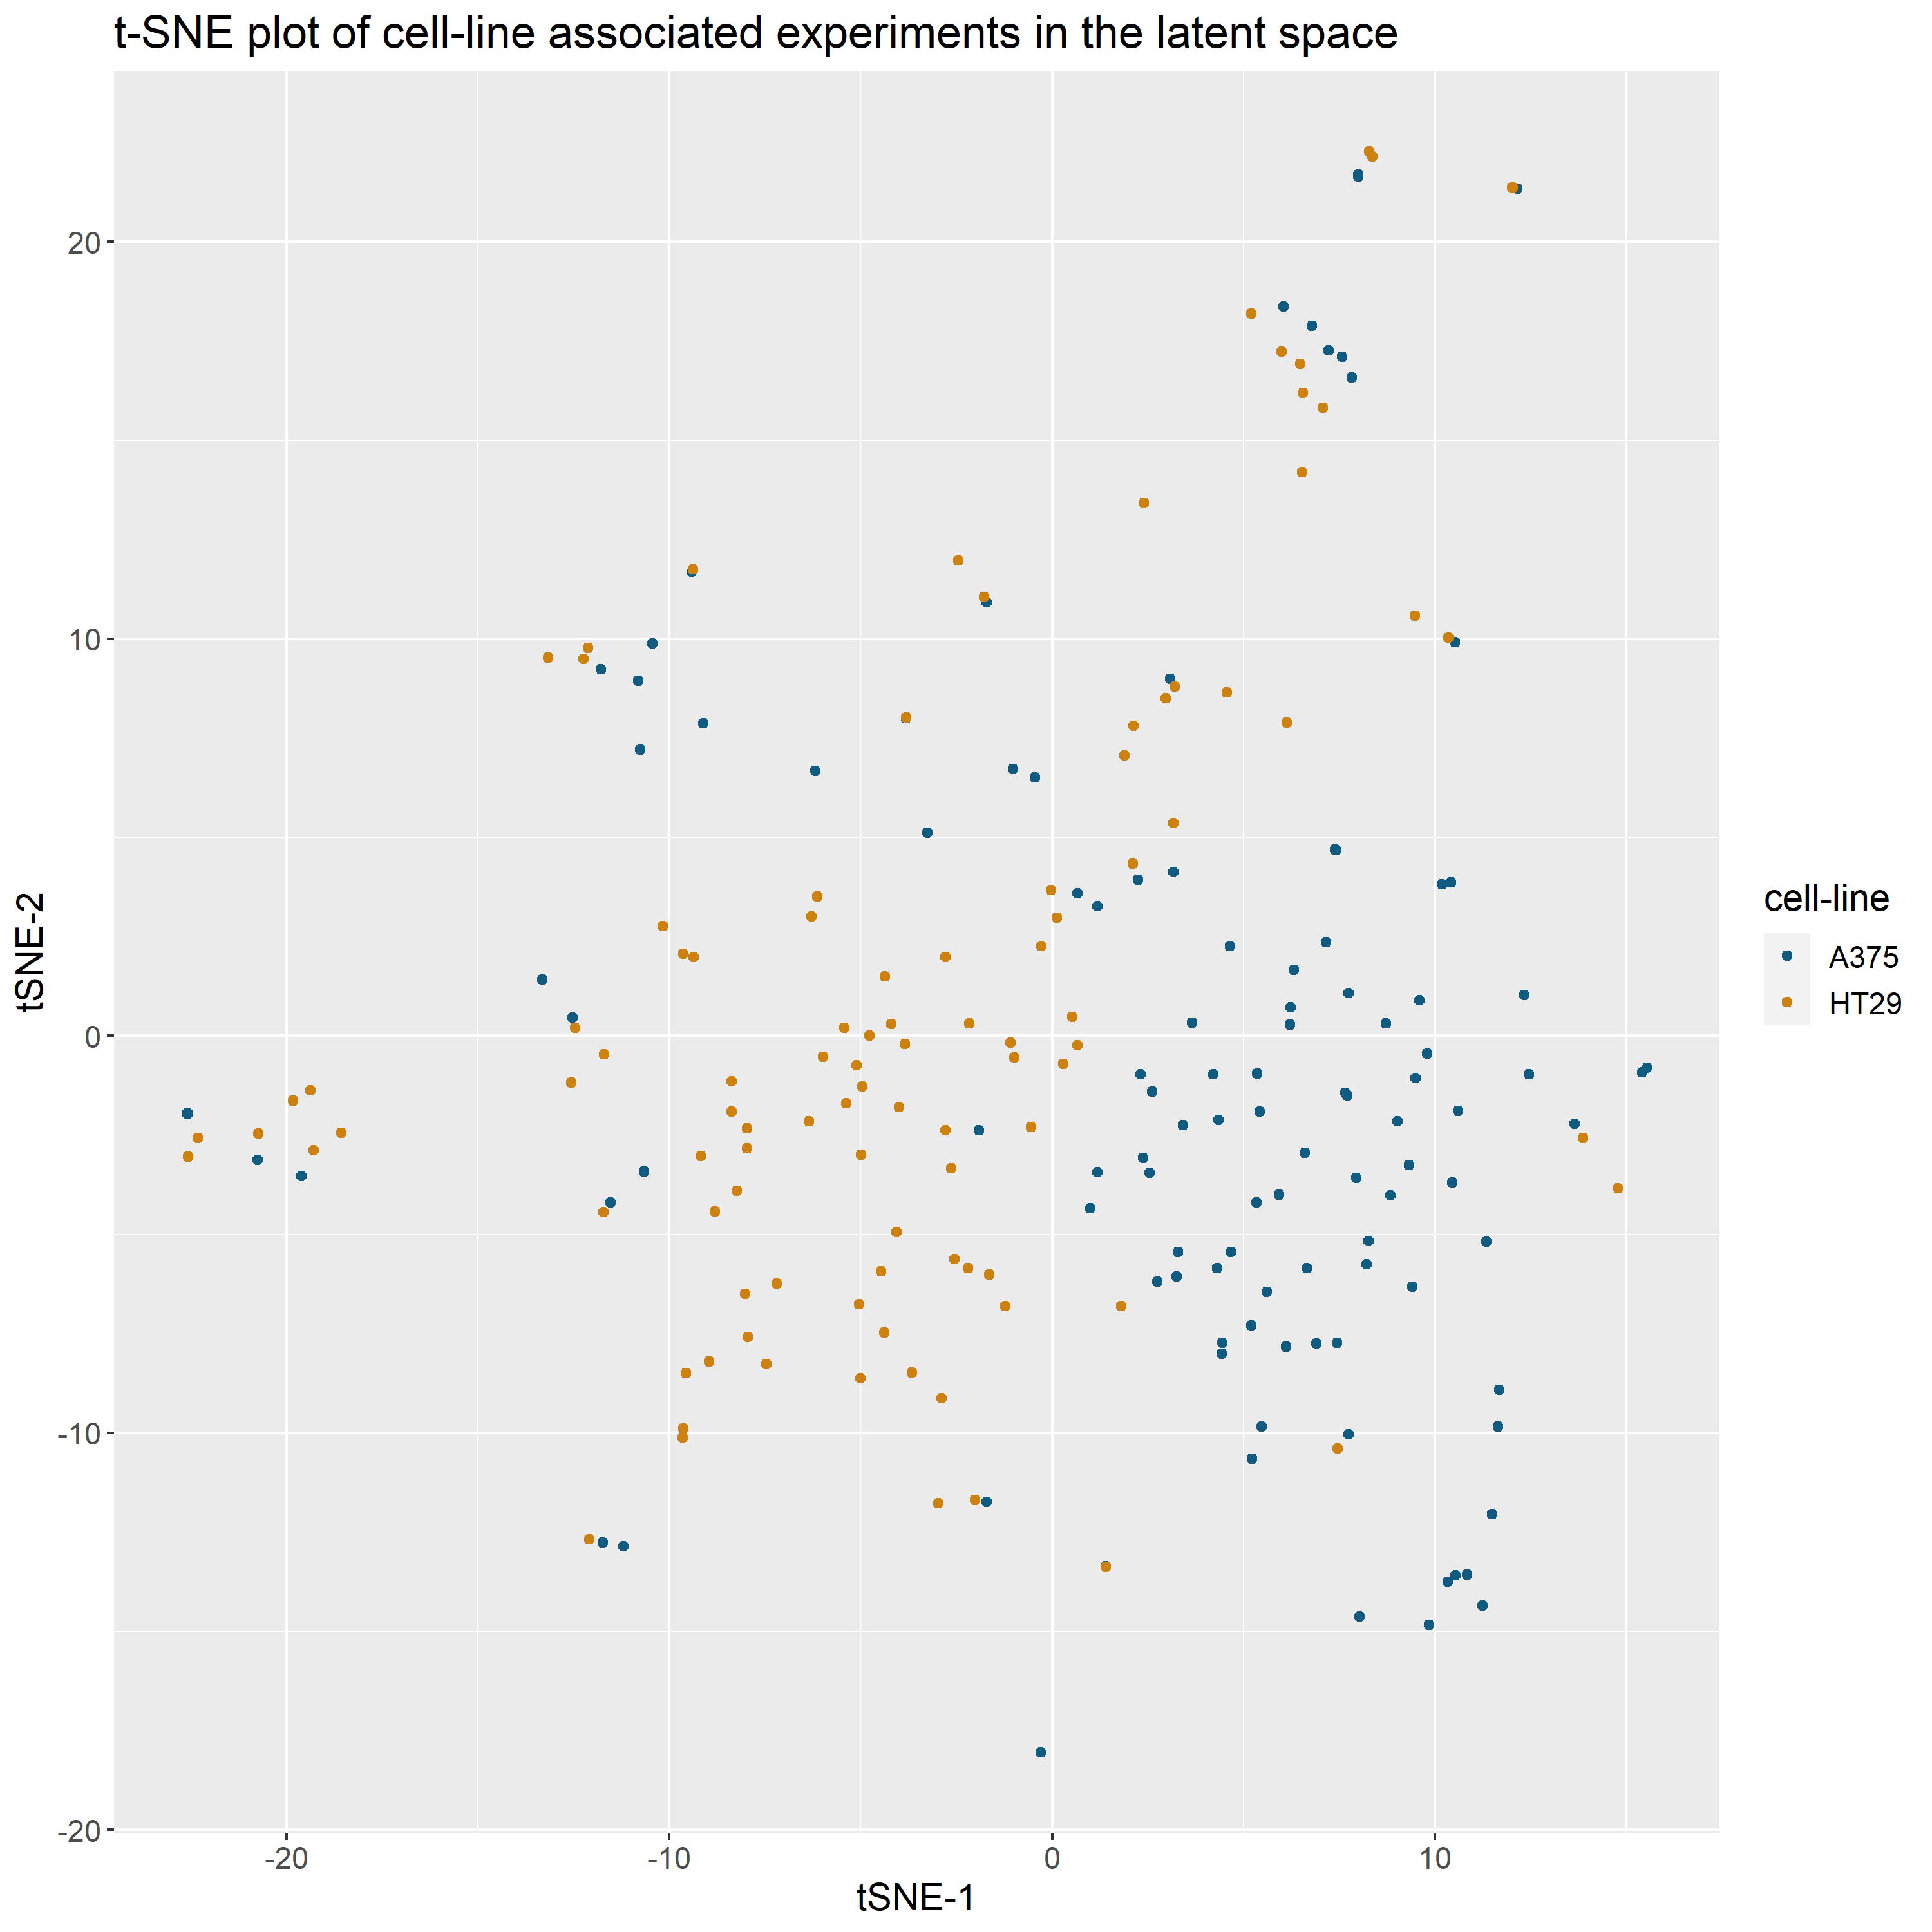 t-SNE plot of cell-line associated experiments in the latent space
20
10
0
-10
-20
tSNE-2
-20
-10
0
10
tSNE-1
cell-line
A375
HT29